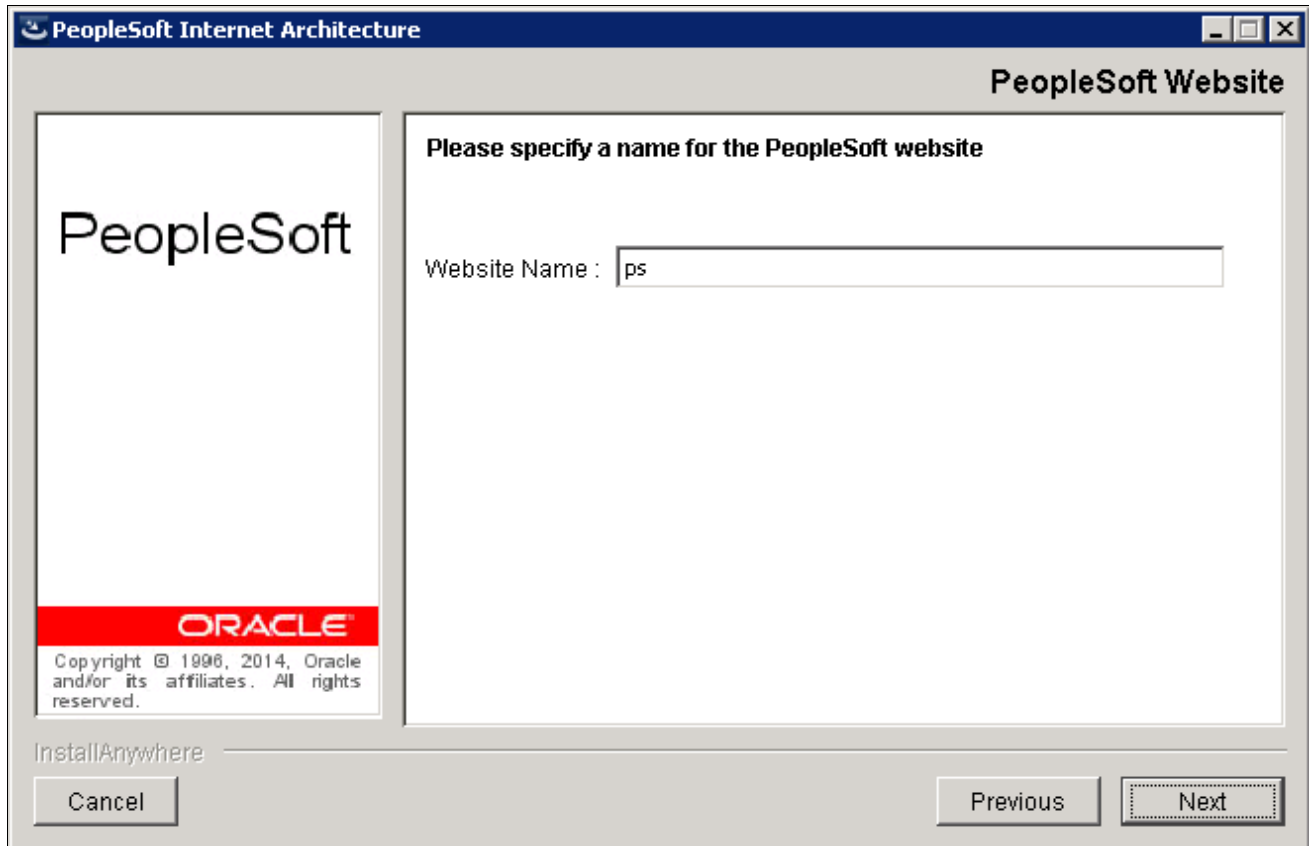 PeopleSoft Internet Architecture
PeopleSoft Website
Please specify a name for the PeopleSoft website
PeopleSoft
Website Name : ps
ORACLE
Copyright © 1996, 2014, Oracle
and/or its affiliates. All rights
reserved.
InstallAnywhere
Cancel
Previous
Next